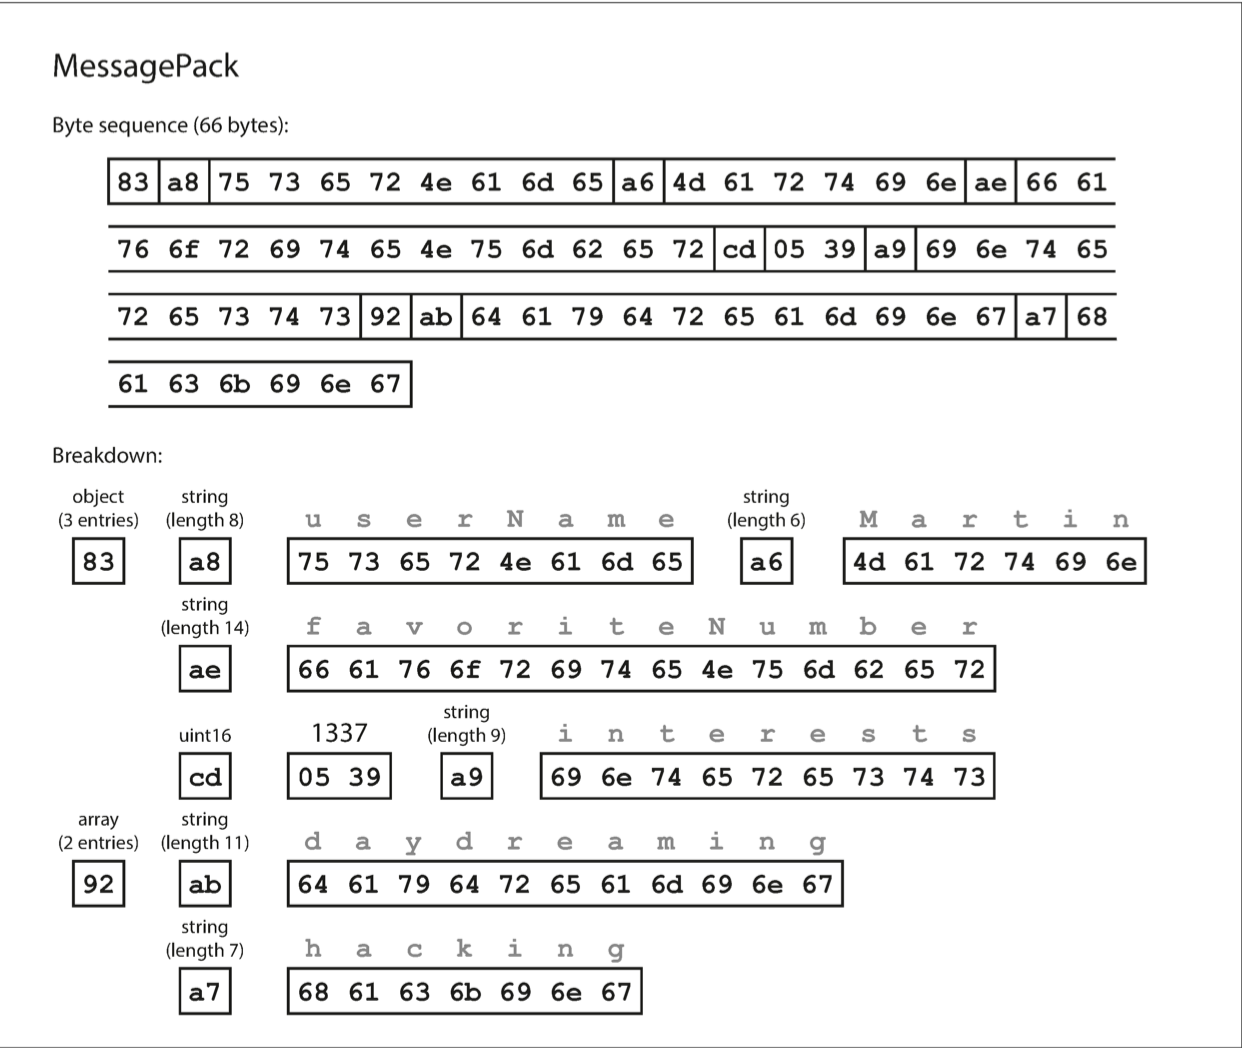 MessagePack
Byte sequence (66 bytes):
83 a8 75 73 65 72 4e 61 6d 65 a6 4d 61 72 74 69 6e ae 66 61
76 6f 72 69 74 65 4e 75 6d 62 65 72 cd 05 39 a9 69 6e 74 65
72 65 73 74 73 92 ab 64 61 79 64 72 65 61 6d 69 6e 67 a7 68
61 63 6b 69 6e 67
Breakdown:
object string string
(3 entries) (length 8) u s e r N a m e (length 6) M a r t i n
83 a8 75 73 65 72 4e 61 6d 65 a6 4d 61 72 74 69 6e
string
(length 14) f a v o r i t e N u m b e r
ae 66 61 76 6f 72 69 74 65 4e 75 6d 62 65 72
string
uint16 1337 (length 9) i n t e r e s t s
cd 05 39 a9 69 6e 74 65 72 65 73 74 73
array string
(2 entries) (length 11) d a y d r e a m i n g
92 ab 64 61 79 64 72 65 61 6d 69 6e 67
string
(length 7) h a c k i n g
a7 68 61 63 6b 69 6e 67